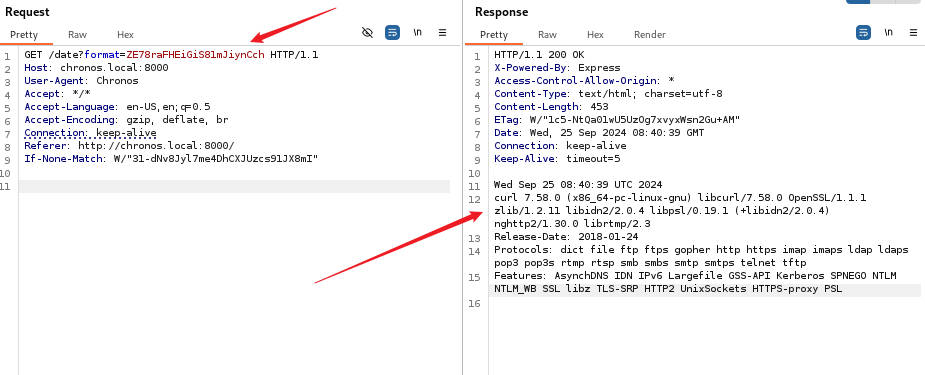 Request
Pretty Raw Hex
\n
1 GET /date?format=ZE78raFHEiGiS81mJiynCch HTTP/1.1
2 Host: chronos.local:8000
3 User-Agent: Chronos
4 Accept: */*
5 Accept-Language: en-US,en;q=0.5
6 Accept-Encoding: gzip, deflate, br
7 Connection: keep-alive
8 Referer: http://chronos.local:8000/
9 If-None-Match: W/"31-dNv8Jyl7me4DhCXJUzcs91JX8mI"
10
11
Response
Pretty Raw Hex Render
\n
1 HTTP/1.1 200 OK
2 X-Powered-By: Express
3 Access-Control-Allow-Origin: *
4 Content-Type: text/html; charset=utf-8
5 Content-Length: 453
6 ETag: W/"1c5-NtQa01wU5UzOg7xvyxWsn2Gu+AM"
7 Date: Wed, 25 Sep 2024 08:40:39 GMT
8 Connection: keep-alive
9 Keep-Alive: timeout=5
10
11 Wed Sep 25 08:40:39 UTC 2024
12 curl 7.58.0 (x86_64-pc-linux-gnu) libcurl/7.58.0 OpenSSL/1.1.1
zlib/1.2.11 libidn2/2.0.4 libpsl/0.19.1 (+libidn2/2.0.4)
nghttp2/1.30.0 librtmp/2.3
13 Release-Date: 2018-01-24
14 Protocols: dict file ftp ftps gopher http https imap imaps ldap ldaps
pop3 pop3s rtmp rtsp smb smbs smtp smtps telnet tftp
15 Features: AsynchDNS IDN IPv6 Largefile GSS-API Kerberos SPNEGO NTLM
NTLM_WB SSL libz TLS-SRP HTTP2 UnixSockets HTTPS-proxy PSL
16